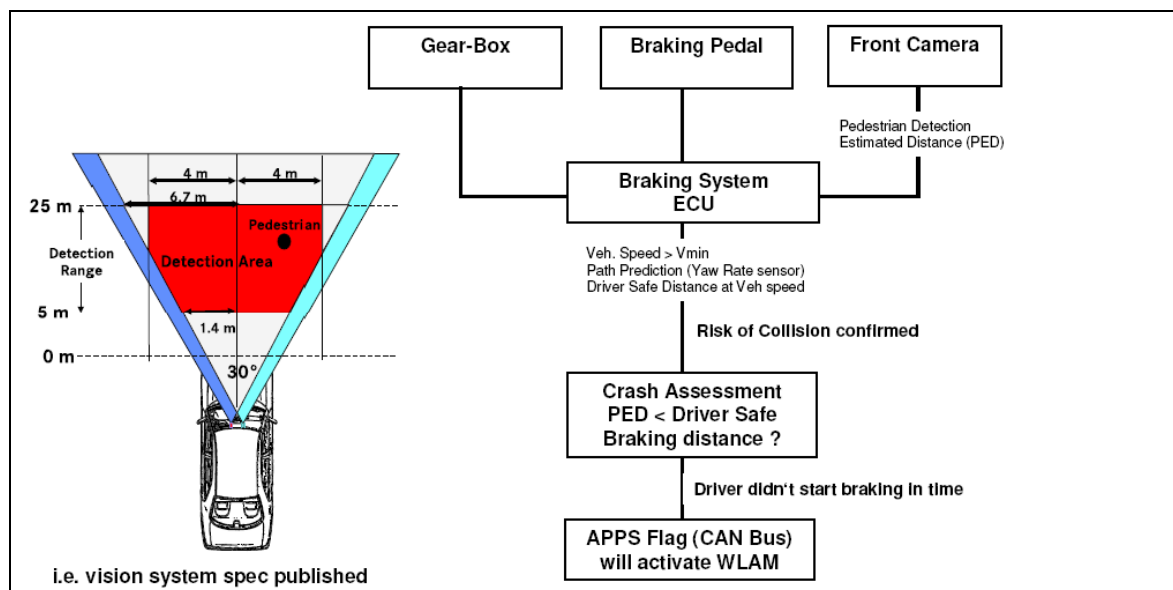 4 m
4 m
6.7 m
25 m
Pedestrian
Detection
Range
Detection Area
5 m
1.4 m
0 m
30°
i.e. vision system spec published
Gear-Box
Braking Pedal
Front Camera
Pedestrian Detection
Estimated Distance (PED)
Braking System
ECU
Veh. Speed > Vmin
Path Prediction (Yaw Rate sensor)
Driver Safe Distance at Veh speed
Risk of Collision confirmed
Crash Assessment
PED < Driver Safe
Braking distance ?
Driver didn't start braking in time
APPS Flag (CAN Bus)
will activate WLAM